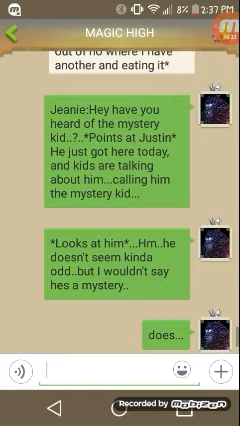 8% 2:37 PM
MAGIC HIGH
out of no where I have
another and eating it*
Jeanie:Hey have you
heard of the mystery
kid..?..*Points at Justin*
He just got here today,
and kids are talking
about him...calling him
the mystery kid...
*Looks at him*...Hm..he
doesn't seem kinda
odd..but I wouldn't say
hes a mystery..
does...
Recorded by mobizen